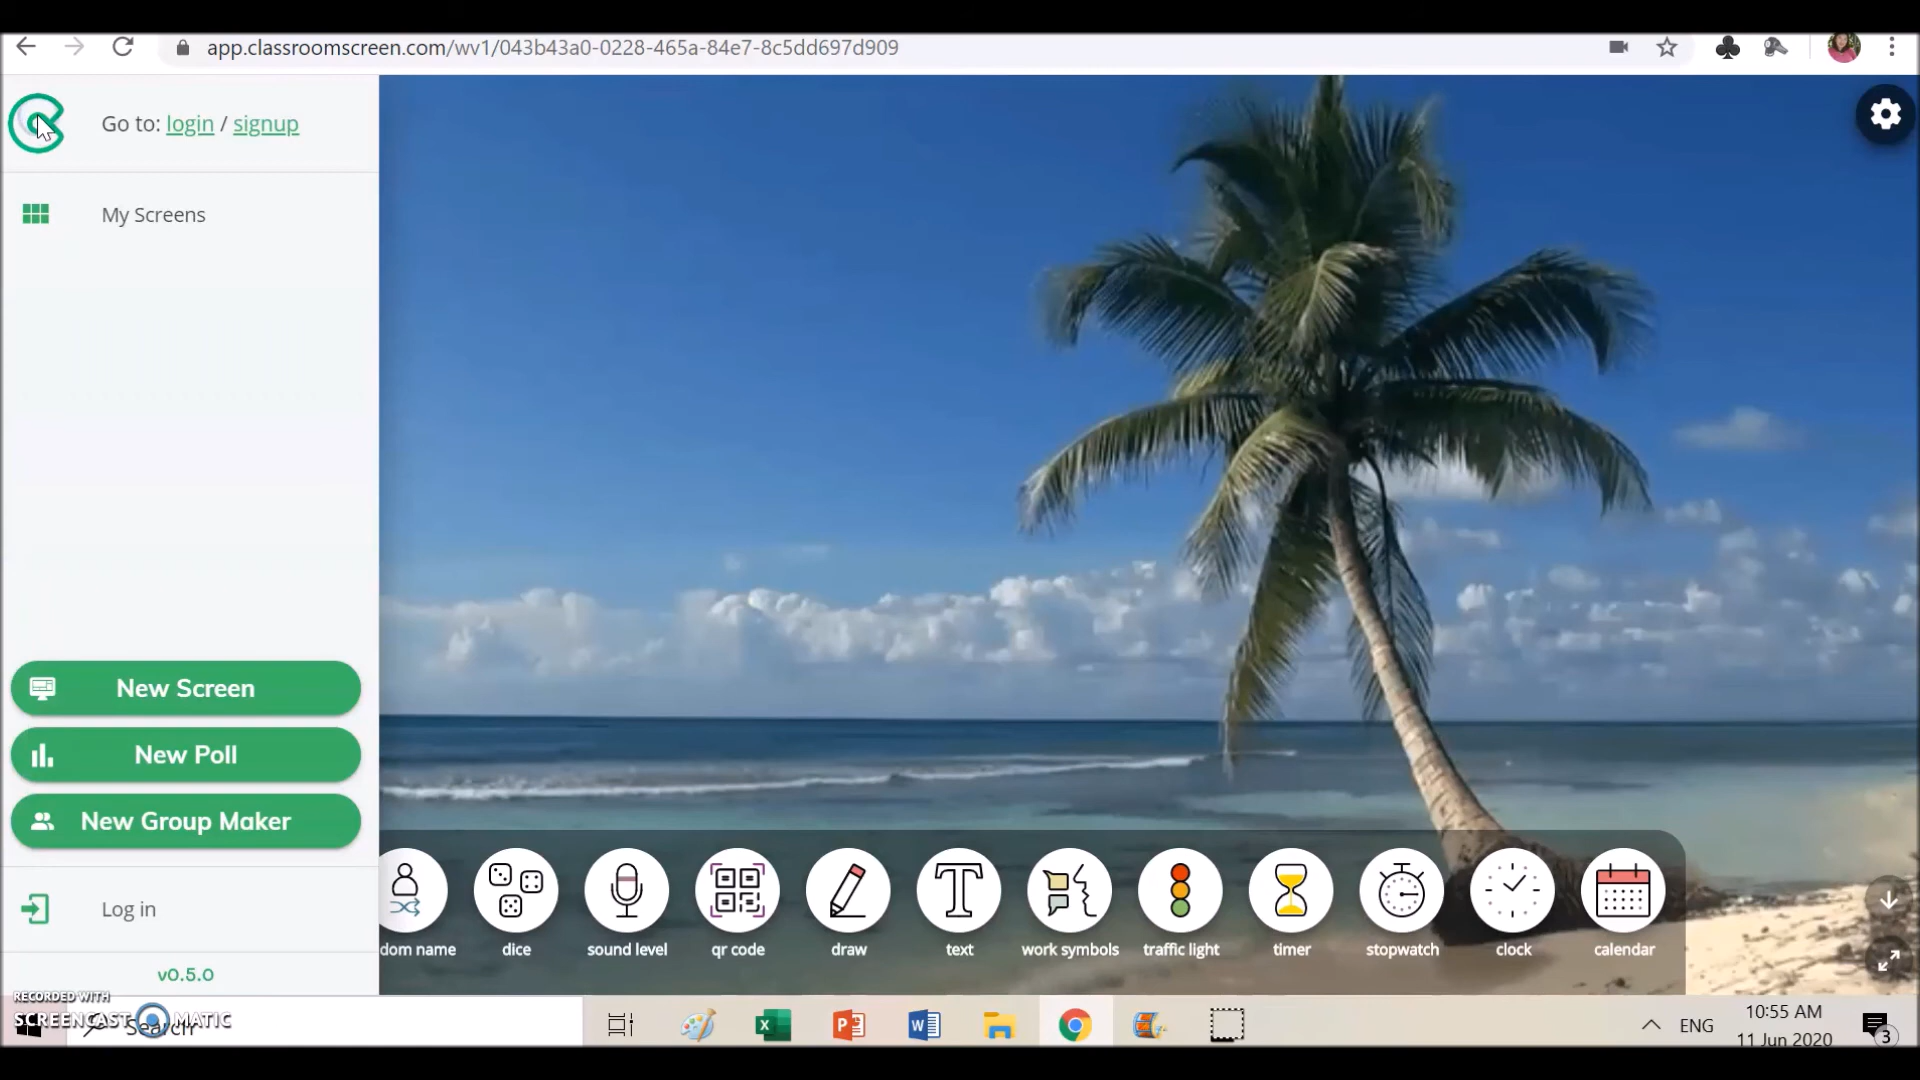 app.classroomscreen.com/wv1/043b43a0-0228-465a-84e7-8c5dd697d909
Go to: login / signup
My Screens
New Screen
New Poll
New Group Maker
Log in
v0.5.0
dom name
dice
sound level
qr code
draw
text
work symbols
traffic light
timer
stopwatch
clock
calendar
RECORDED WITH
SCREENCAST MATIC
Search
ENG
10:55 AM
11 Jun 2020
3